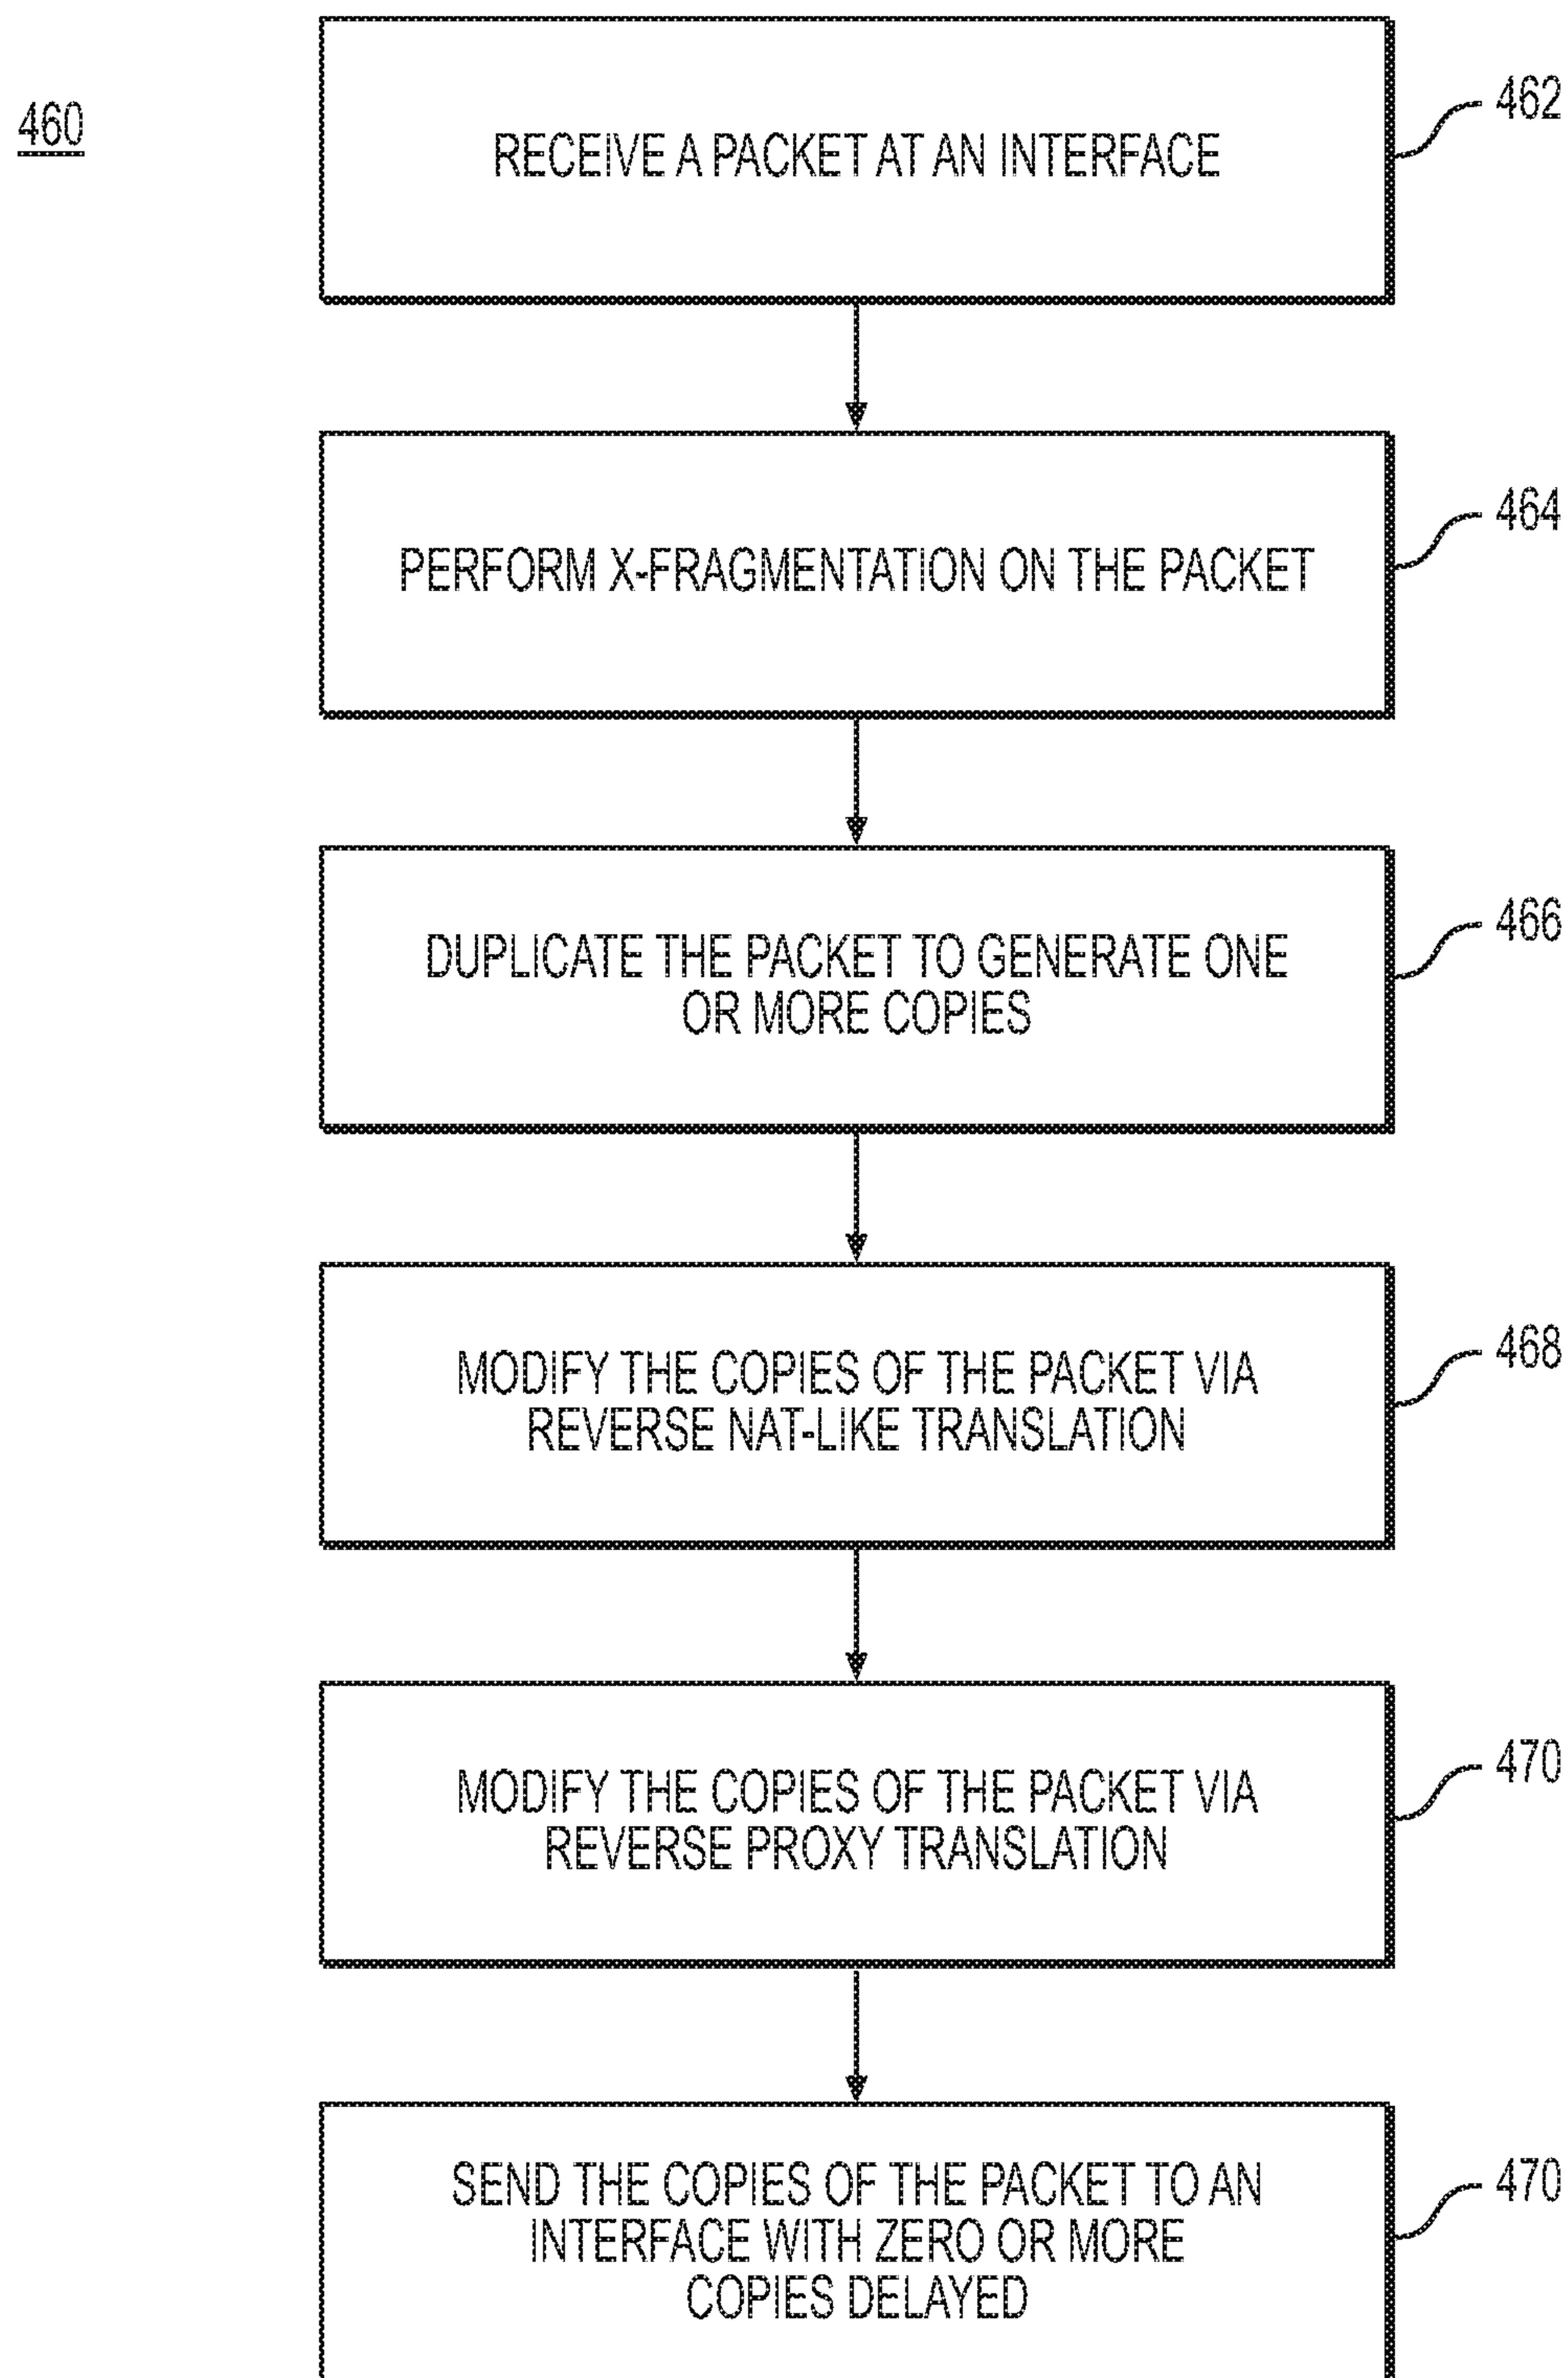 460
RECEIVE A PACKET AT AN INTERFACE
462
PERFORM X-FRAGMENTATION ON THE PACKET
464
DUPLICATE THE PACKET TO GENERATE ONE
OR MORE COPIES
466
MODIFY THE COPIES OF THE PACKET VIA
REVERSE NAT-LIKE TRANSLATION
468
MODIFY THE COPIES OF THE PACKET VIA
REVERSE PROXY TRANSLATION
470
SEND THE COPIES OF THE PACKET TO AN
INTERFACE WITH ZERO OR MORE
COPIES DELAYED
470